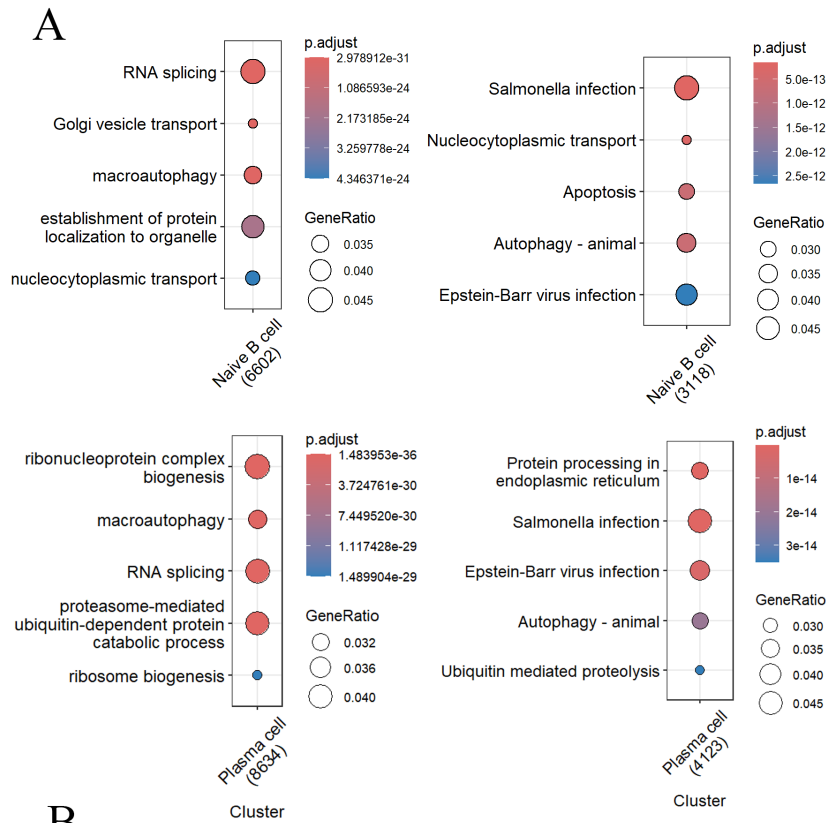 A
RNA splicing
Golgi vesicle transport
macroautophagy
establishment of protein
localization to organelle
nucleocytoplasmic transport
Naive B cell
(6602)
p.adjust
2.978912e-31
1.086593e-24
2.173185e-24
3.259778e-24
4.346371e-24
GeneRatio
0.035
0.040
0.045
Salmonella infection
Nucleocytoplasmic transport
Apoptosis
Autophagy - animal
Epstein-Barr virus infection
Naive B cell
(3118)
p.adjust
5.0e-13
1.0e-12
1.5e-12
2.0e-12
2.5e-12
GeneRatio
0.030
0.035
0.040
0.045
ribonucleoprotein complex
biogenesis
macroautophagy
RNA splicing
proteasome-mediated
ubiquitin-dependent protein
catabolic process
ribosome biogenesis
Plasma cell
(8634)
Cluster
p.adjust
1.483953e-36
3.724761e-30
7.449520e-30
1.117428e-29
1.489904e-29
GeneRatio
0.032
0.036
0.040
Protein processing in
endoplasmic reticulum
Salmonella infection
Epstein-Barr virus infection
Autophagy - animal
Ubiquitin mediated proteolysis
Plasma cell
(4123)
Cluster
p.adjust
1e-14
2e-14
3e-14
GeneRatio
0.030
0.035
0.040
0.045
B